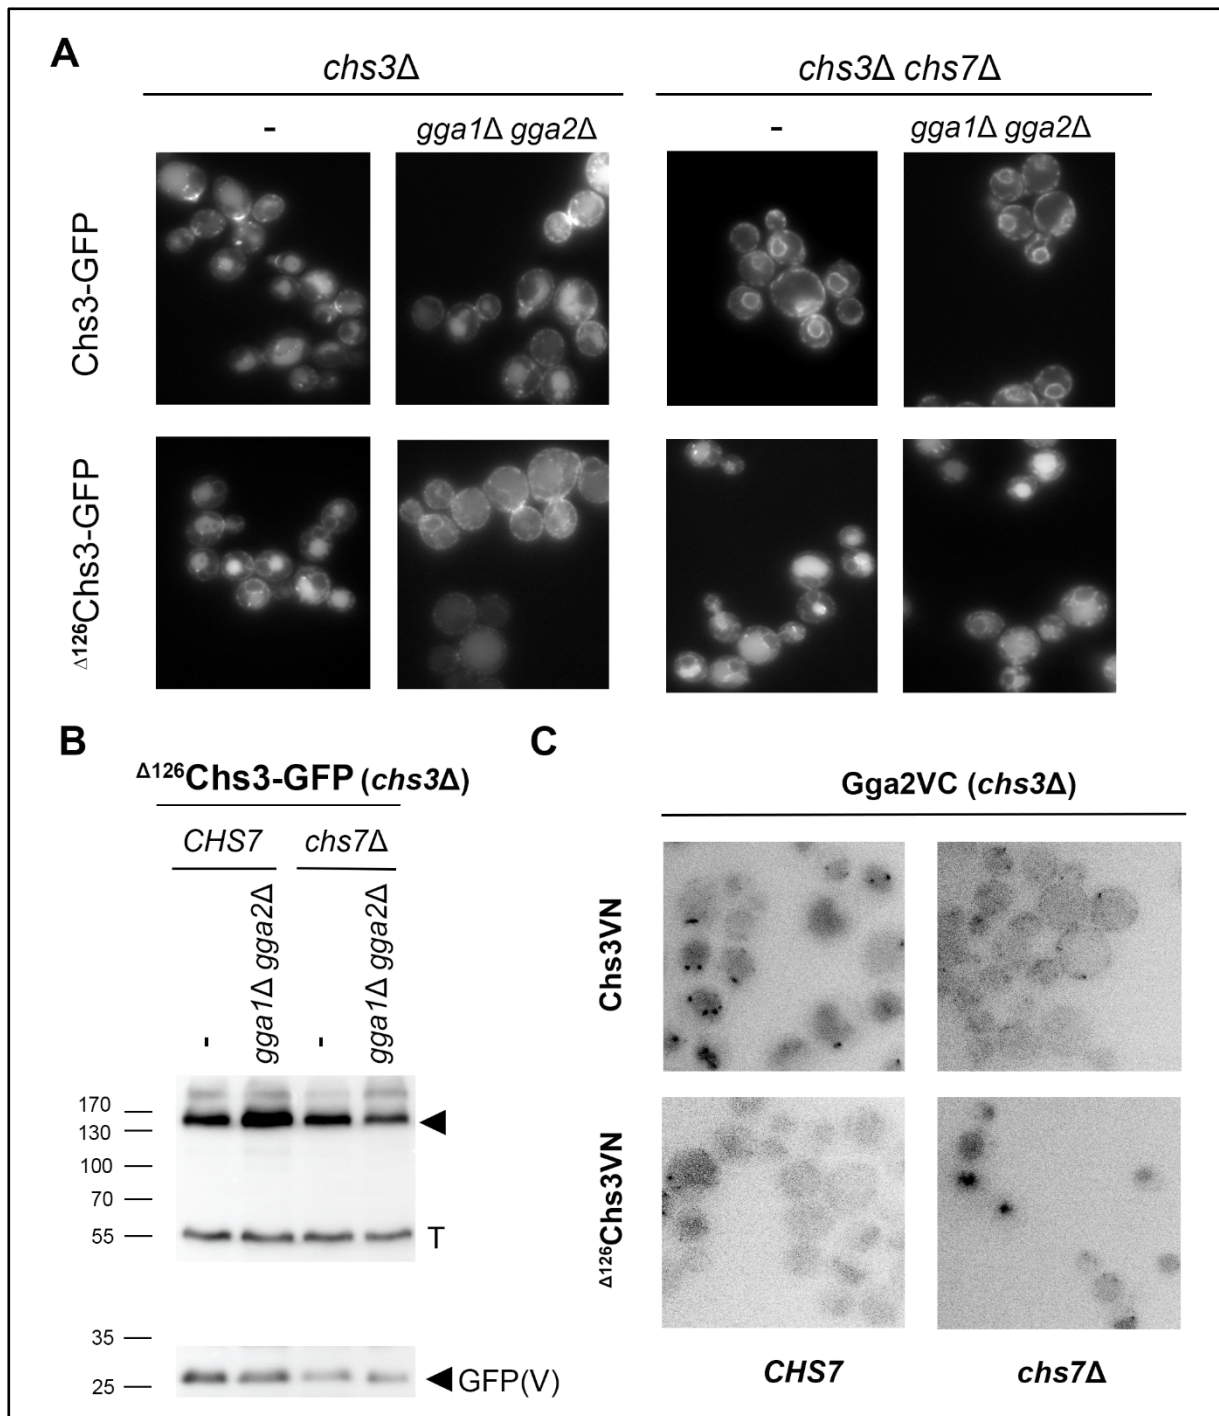 A
chs3Δ
chs3Δ chs7Δ
-
gga1Δ gga2Δ
-
gga1Δ gga2Δ
Chs3-GFP
Δ126Chs3-GFP
B
Δ126Chs3-GFP (chs3Δ)
CHS7
chs7Δ
-
gga1Δ gga2Δ
-
gga1Δ gga2Δ
170
130
100
70
55
T
35
25
GFP(V)
C
Gga2VC (chs3Δ)
Chs3VN
Δ126Chs3VN
CHS7
chs7Δ